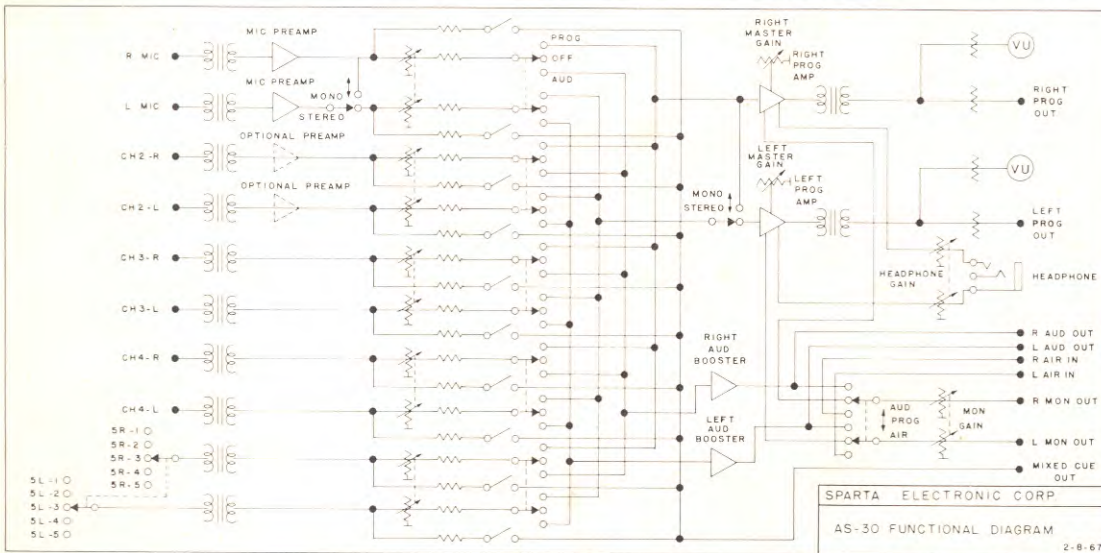 MIC PREAMP
R MIC
MIC PREAMP
MONO
L MIC
STEREO
OPTIONAL PREAMP
CH2-R
OPTIONAL PREAMP
CH2-L
CH3-R
CH3-L
CH4-R
CH4-L
5R-1
5R-2
5R-3
5R-4
5R-5
5L-1
5L-2
5L-3
5L-4
5L-5
PROG
OFF
AUD
RIGHT
MASTER
GAIN
RIGHT
PROG
AMP
VU
RIGHT
PROG
OUT
LEFT
MASTER
GAIN
LEFT
PROG
AMP
MONO
STEREO
VU
LEFT
PROG
OUT
HEADPHONE
GAIN
HEADPHONE
RIGHT
AUD
BOOSTER
LEFT
AUD
BOOSTER
R AUD OUT
L AUD OUT
R AIR IN
L AIR IN
AUD
PROG
AIR
MON
GAIN
R MON OUT
L MON OUT
MIXED CUE
OUT
SPARTA ELECTRONIC CORP.
AS-30 FUNCTIONAL DIAGRAM
2-8-67